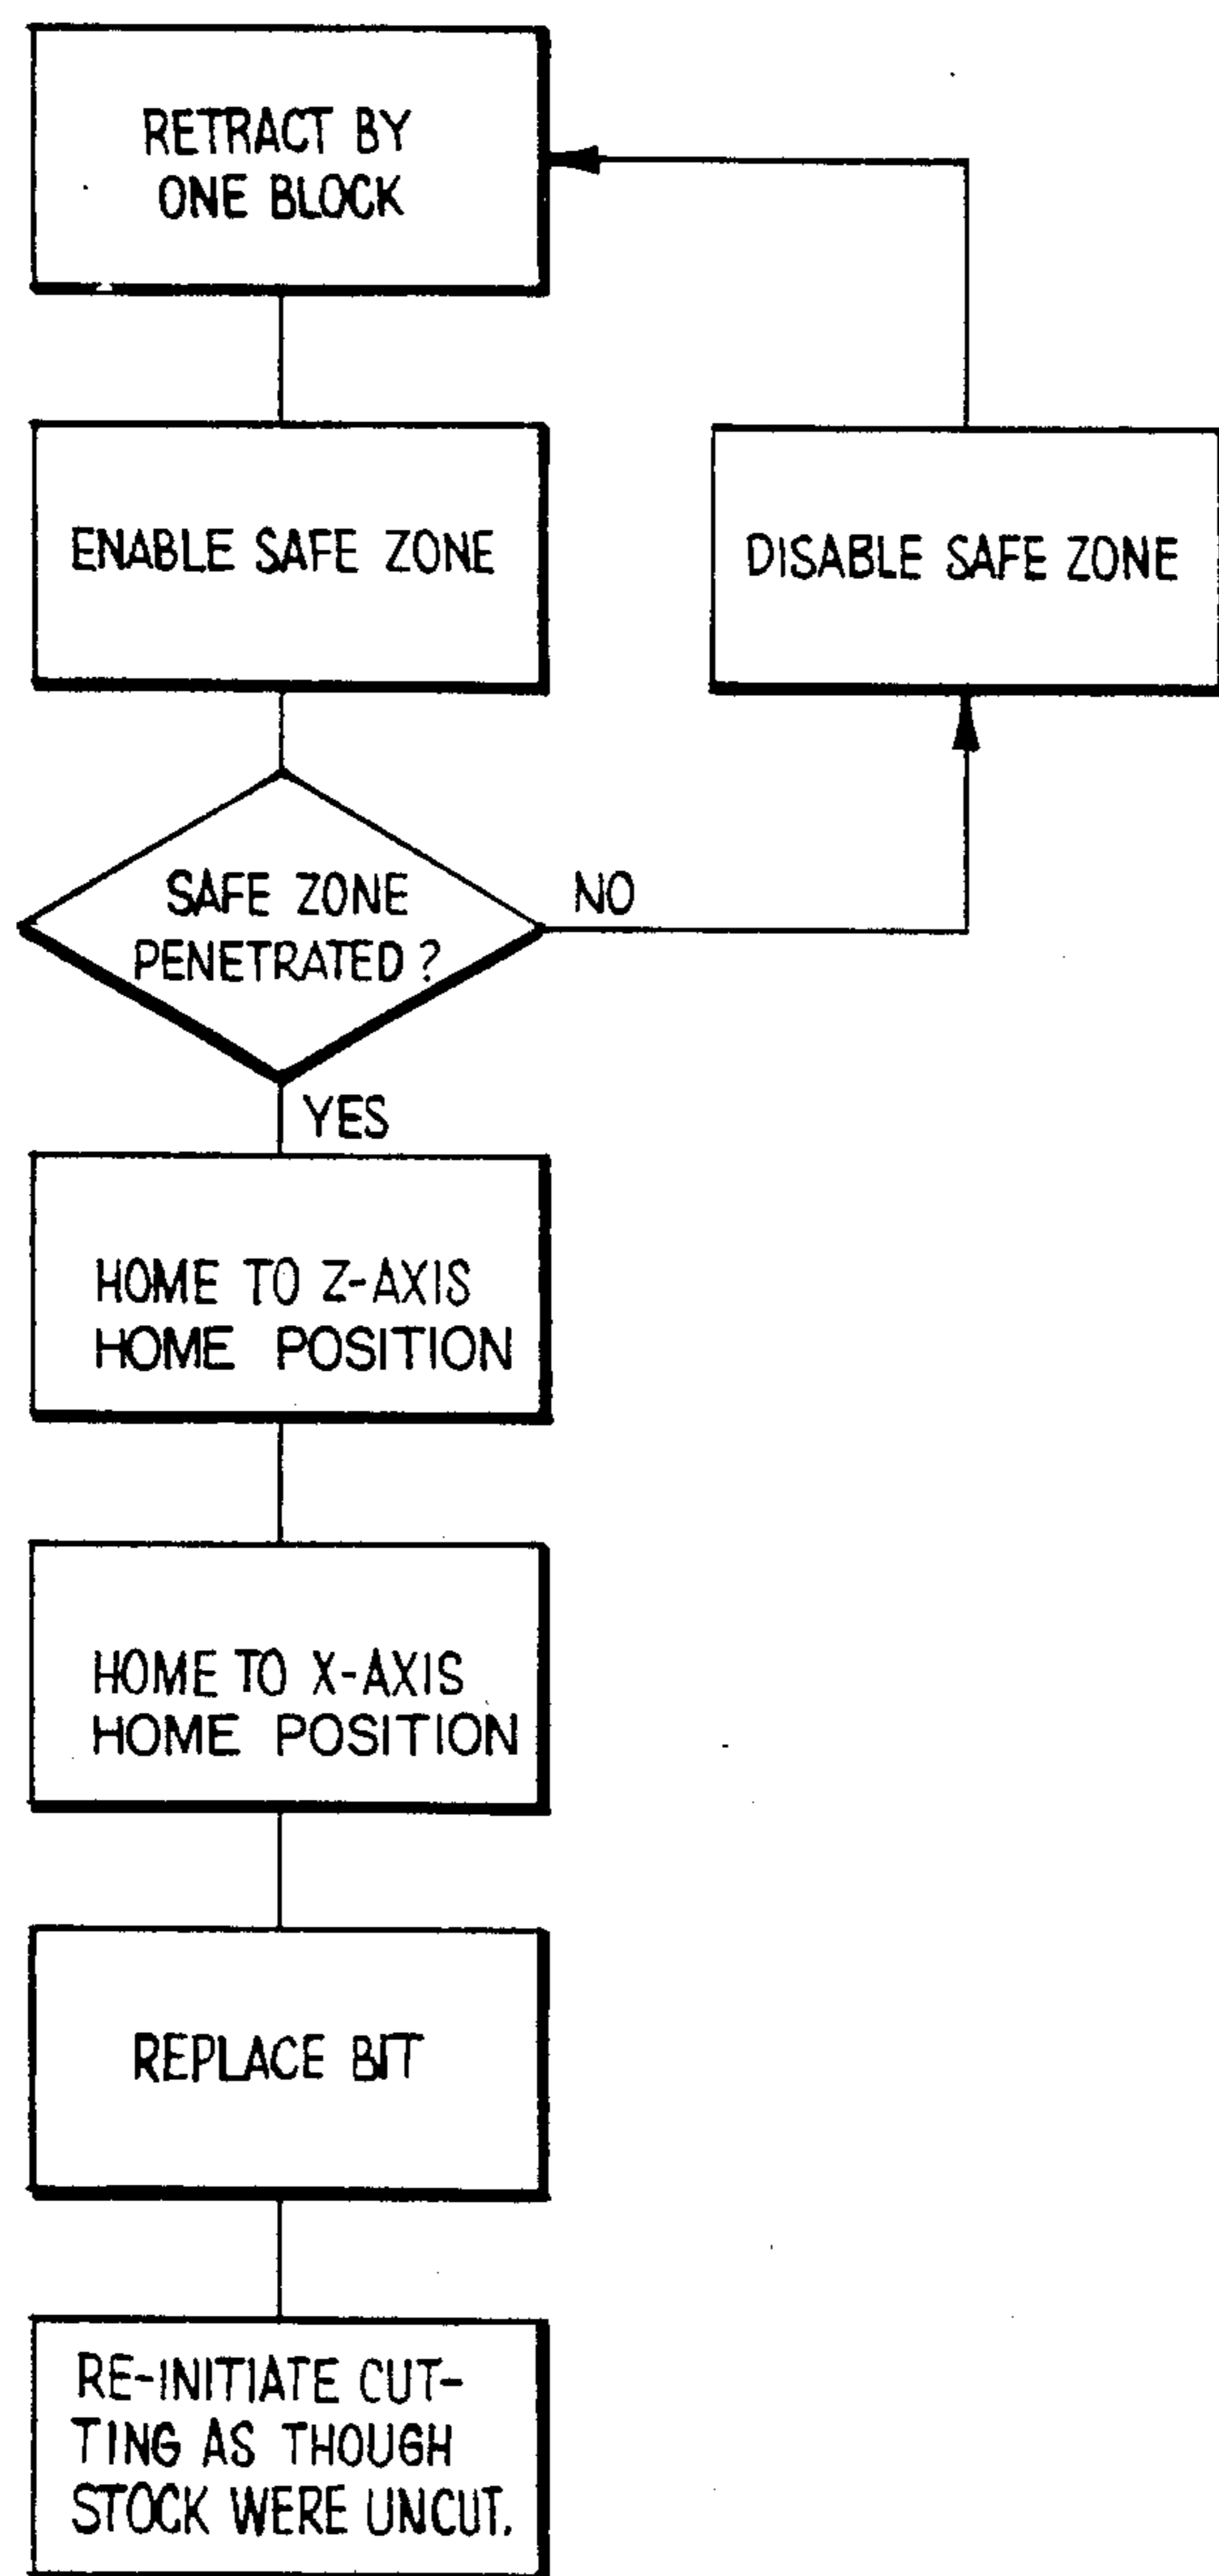 RETRACT BY
ONE BLOCK
ENABLE SAFE ZONE
DISABLE SAFE ZONE
SAFE ZONE
PENETRATED?
NO
YES
HOME TO Z-AXIS
HOME POSITION
HOME TO X-AXIS
HOME POSITION
REPLACE BIT
RE-INITIATE CUT-
TING AS THOUGH
STOCK WERE UNCUT.